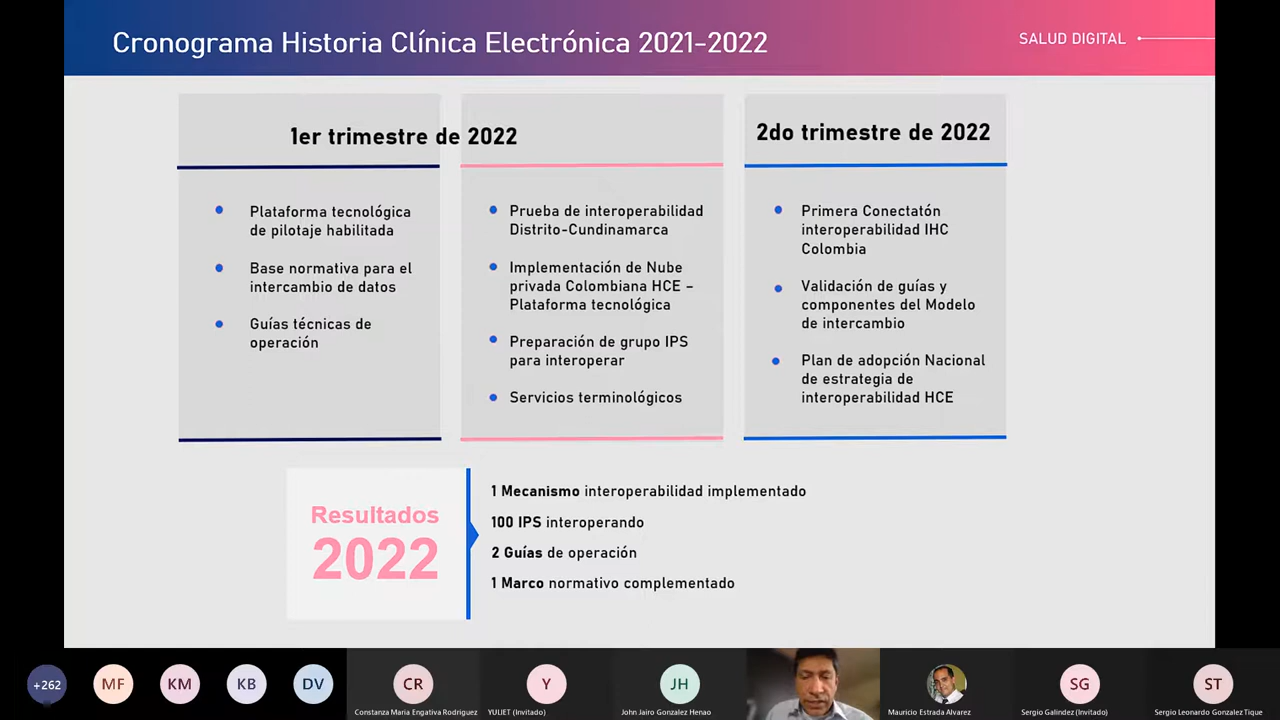 Cronograma Historia Clínica Electrónica 2021-2022
SALUD DIGITAL
1er trimestre de 2022
Plataforma tecnológica
de pilotaje habilitada
Base normativa para el
intercambio de datos
Guías técnicas de
operación
Prueba de interoperabilidad
Distrito-Cundinamarca
Implementación de Nube
privada Colombiana HCE –
Plataforma tecnológica
Preparación de grupo IPS
para interoperar
Servicios terminológicos
2do trimestre de 2022
Primera Conectatón
interoperabilidad IHC
Colombia
Validación de guías y
componentes del Modelo
de intercambio
Plan de adopción Nacional
de estrategia de
interoperabilidad HCE
Resultados
2022
1 Mecanismo interoperabilidad implementado
100 IPS interoperando
2 Guías de operación
1 Marco normativo complementado
+262
MF
KM
KB
DV
CR
Constanza Maria Engativa Rodriguez
Y
YULIET (Invitado)
JH
John Jairo Gonzalez Henao
Mauricio Estrada Alvarez
SG
Sergio Galindez (Invitado)
ST
Sergio Leonardo Gonzalez Tique